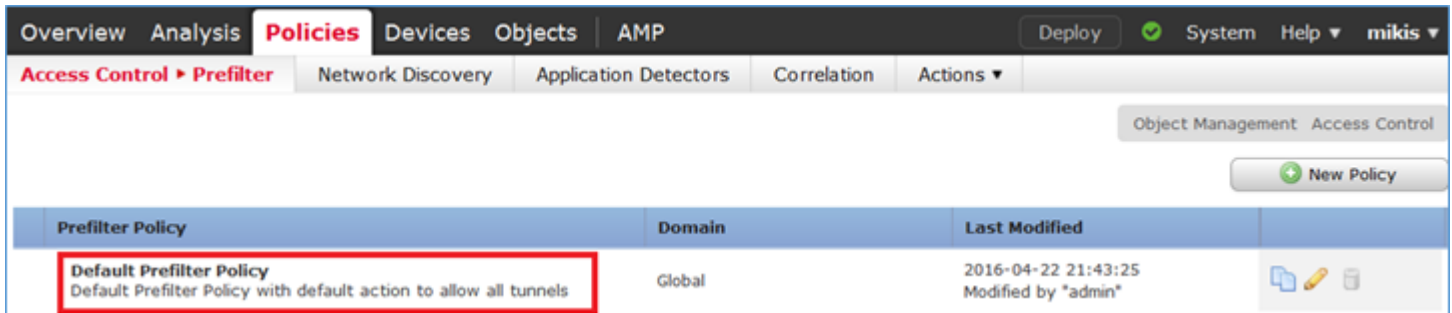 Overview Analysis Policies Devices Objects AMP Deploy System Help ▼ mikis ▼
Access Control ▸ Prefilter Network Discovery Application Detectors Correlation Actions ▼
Object Management Access Control
New Policy
Prefilter Policy Domain Last Modified
Default Prefilter Policy Global 2016-04-22 21:43:25
Default Prefilter Policy with default action to allow all tunnels Modified by "admin"